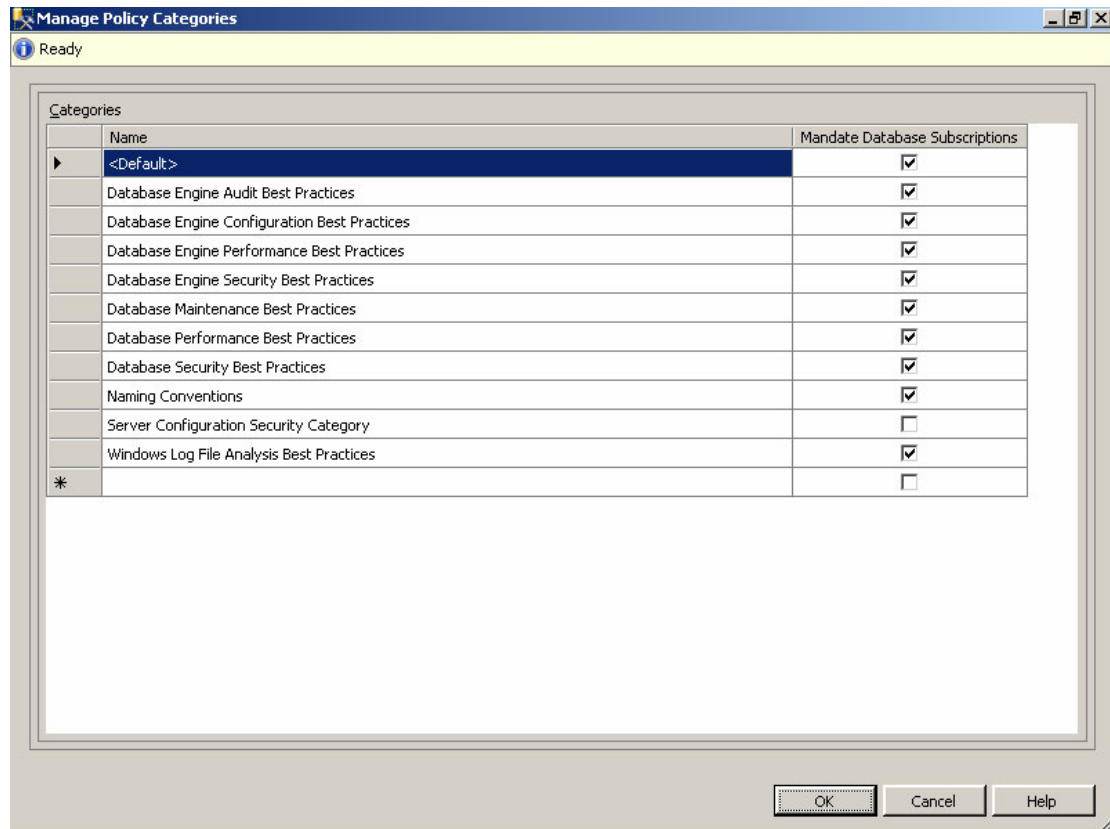 Manage Policy Categories
Ready
Categories
Name Mandate Database Subscriptions
<Default>
Database Engine Audit Best Practices
Database Engine Configuration Best Practices
Database Engine Performance Best Practices
Database Engine Security Best Practices
Database Maintenance Best Practices
Database Performance Best Practices
Database Security Best Practices
Naming Conventions
Server Configuration Security Category
Windows Log File Analysis Best Practices
OK Cancel Help